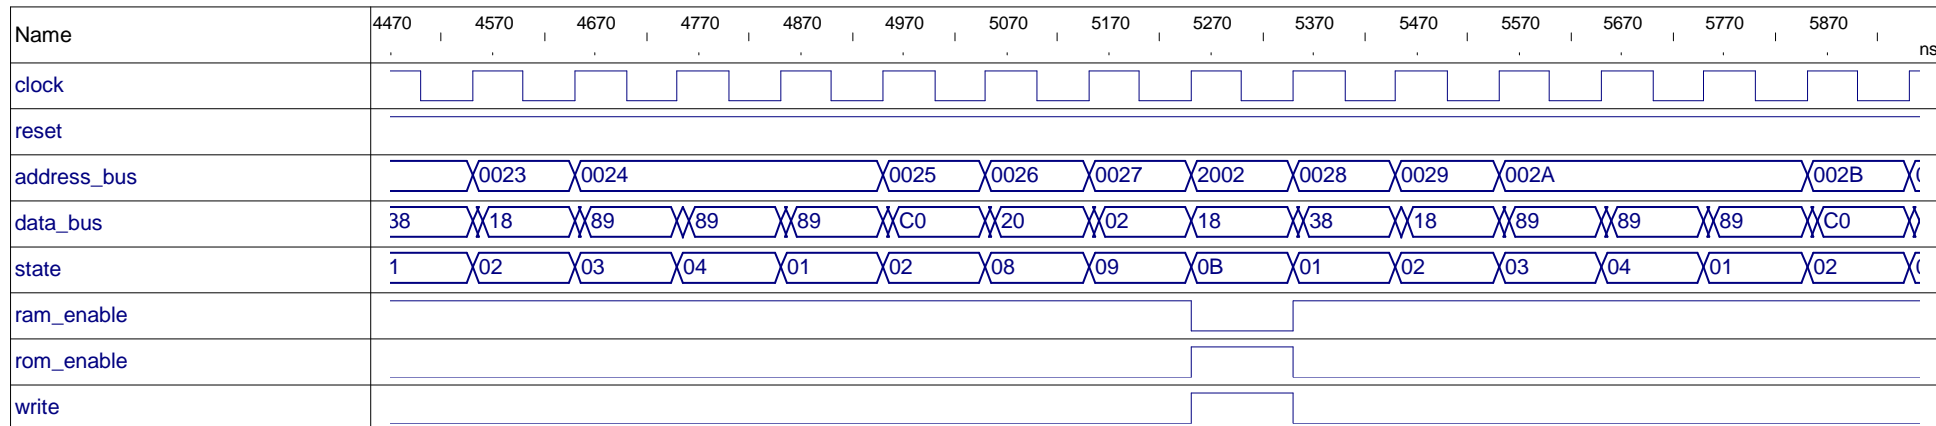 Name 4470 4570 4670 4770 4870 4970 5070 5170 5270 5370 5470 5570 5670 5770 5870
ns
clock
reset
address_bus 0023 0024 0025 0026 0027 2002 0028 0029 002A 002B
data_bus 38 18 89 89 89 C0 20 02 18 38 18 89 89 89 C0
state 1 02 03 04 01 02 08 09 0B 01 02 03 04 01 02
ram_enable
rom_enable
write